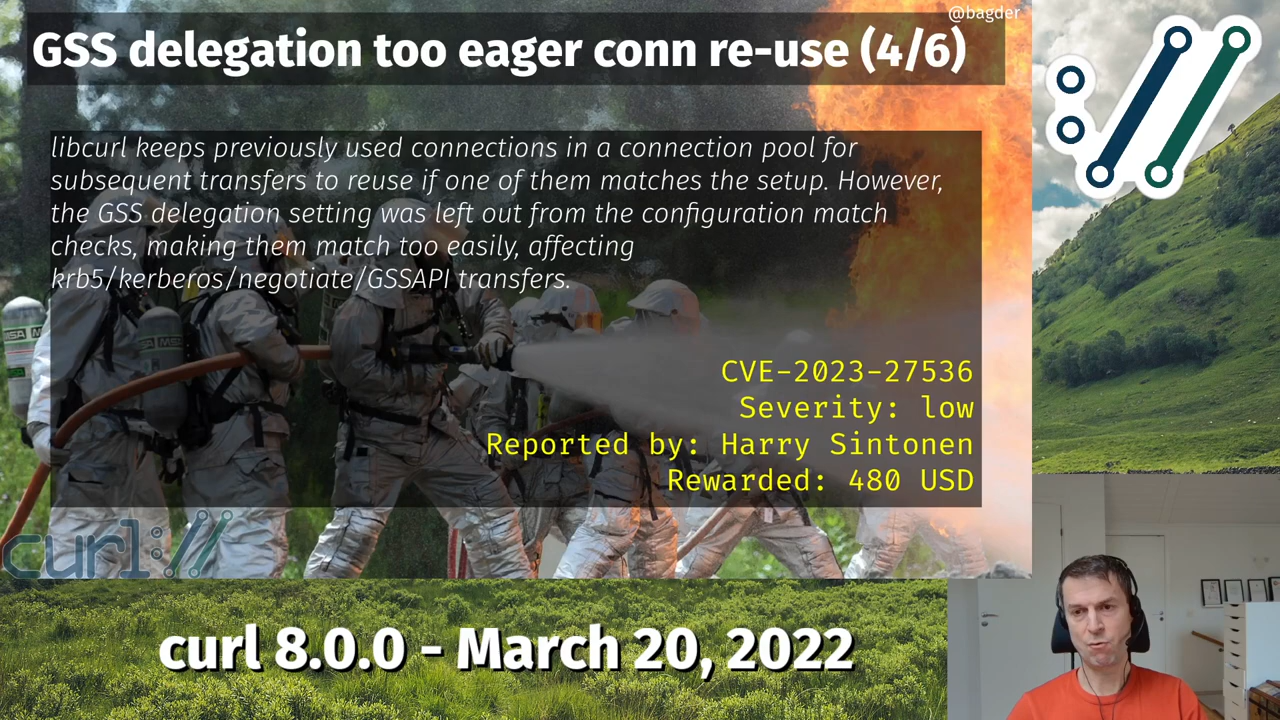 @bagder
GSS delegation too eager conn re-use (4/6)
libcurl keeps previously used connections in a connection pool for
subsequent transfers to reuse if one of them matches the setup. However,
the GSS delegation setting was left out from the configuration match
checks, making them match too easily, affecting
krb5/kerberos/negotiate/GSSAPI transfers.
MSA
CVE-2023-27536
Severity: low
Reported by: Harry Sintonen
Rewarded: 480 USD
curl://
curl 8.0.0 - March 20, 2022